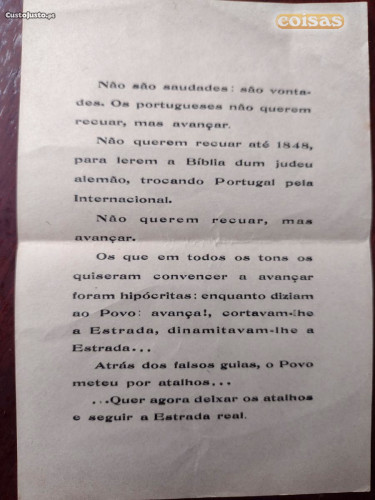 CustoJusto.pt
coisas
Não são saudades: são vonta-
des. Os portugueses não querem
recuar, mas avançar.
Não querem recuar até 1848,
para lerem a Bíblia dum judeu
alemão, trocando Portugal pela
Internacional.
Não querem recuar, mas
avançar.
Os que em todos os tons os
quiseram convencer a avançar
foram hipócritas: enquanto diziam
ao Povo: avança!, cortavam-lhe
a Estrada, dinamitavam-lhe a
Estrada...
Atrás dos falsos guias, o Povo
meteu por atalhos...
...Quer agora deixar os atalhos
e seguir a Estrada real.